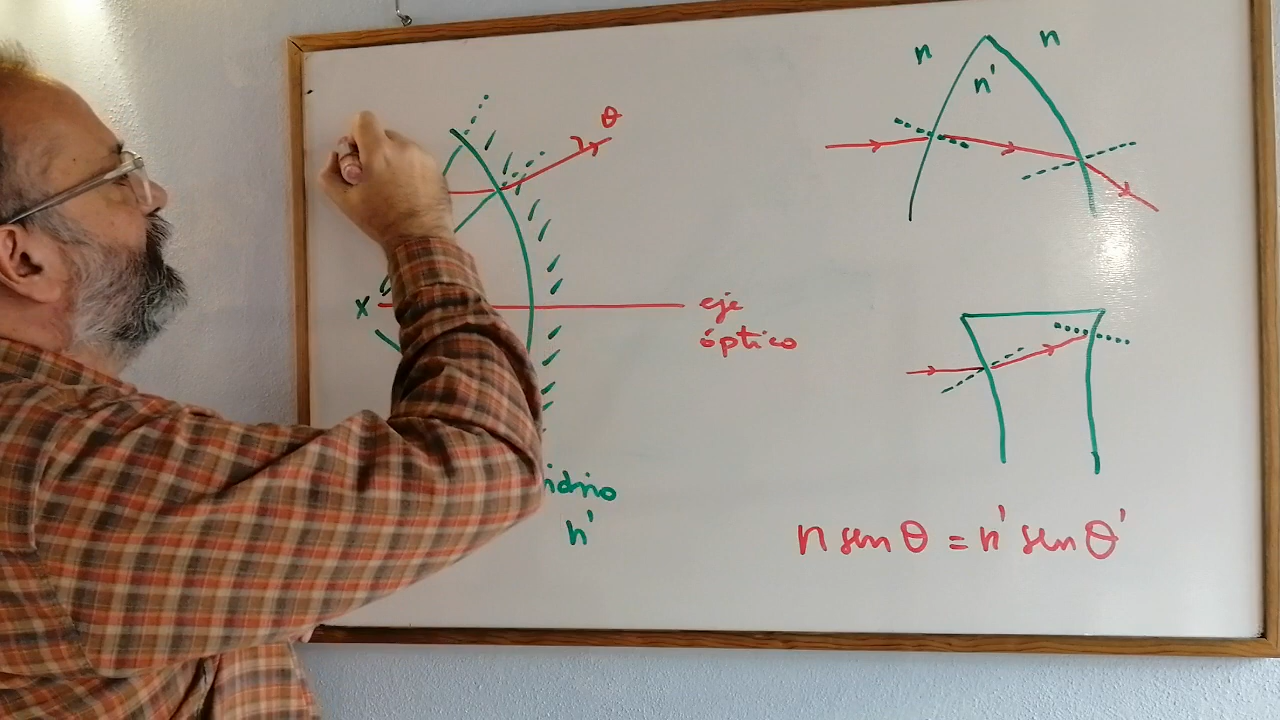 θ
x
eje
óptico
n'
n
n
n'
n sen θ = n' sen θ'